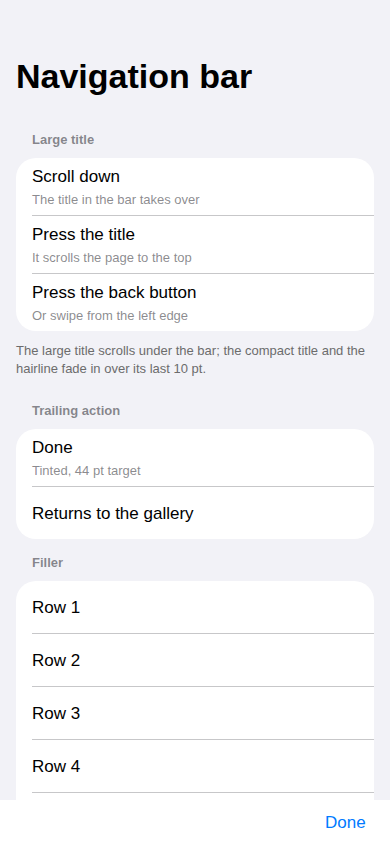 Navigation bar
Large title
Scroll down
The title in the bar takes over
Press the title
It scrolls the page to the top
Press the back button
Or swipe from the left edge
The large title scrolls under the bar; the compact title and the
hairline fade in over its last 10 pt.
Trailing action
Done
Tinted, 44 pt target
Returns to the gallery
Filler
Row 1
Row 2
Row 3
Row 4
Done